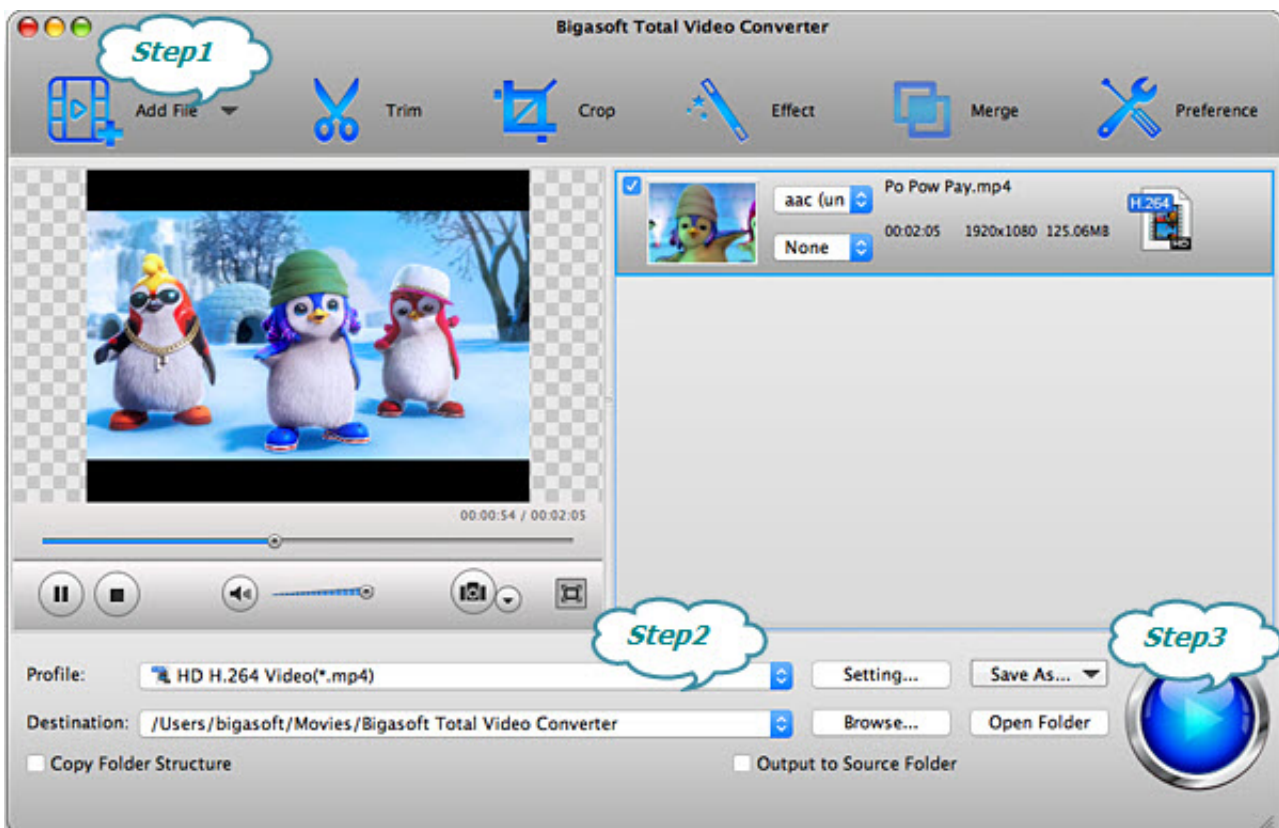 Bigasoft Total Video Converter
Step1
Add File
Trim
Crop
Effect
Merge
Preference
aac (un
Po Pow Pay.mp4
H.264
None
00:02:05 1920x1080 125.06MB
HD
00:00:54 / 00:02:05
Step2
Step3
Profile:
HD H.264 Video(*.mp4)
Setting...
Save As...
Destination:
/Users/bigasoft/Movies/Bigasoft Total Video Converter
Browse...
Open Folder
Copy Folder Structure
Output to Source Folder